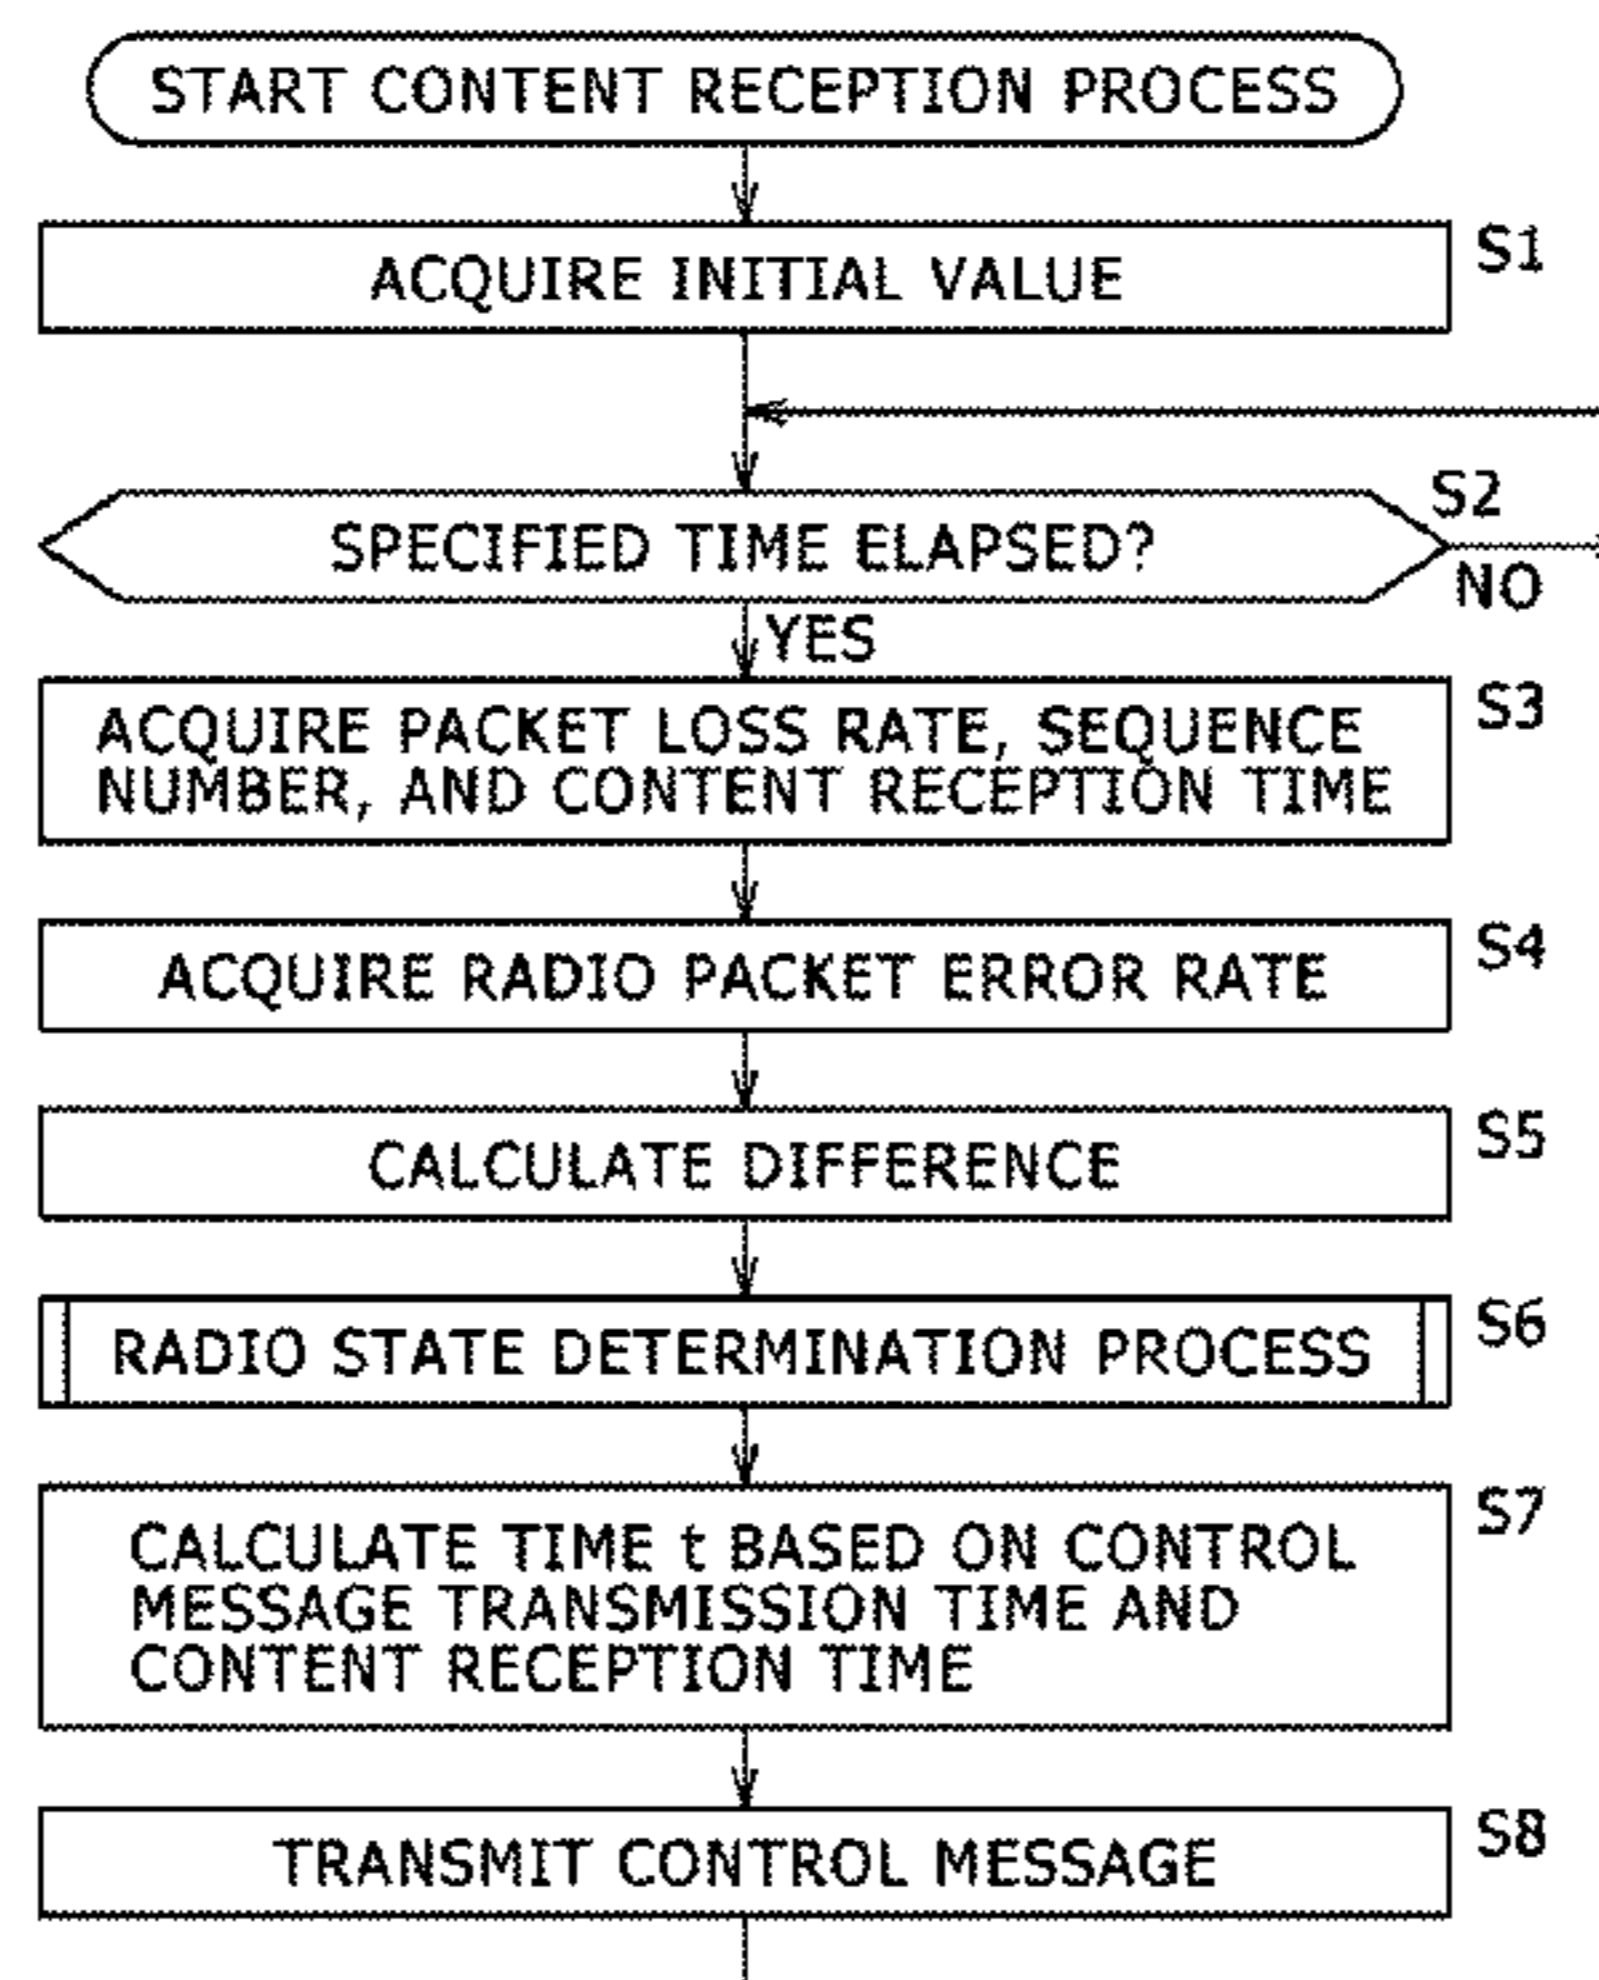 START CONTENT RECEPTION PROCESS
ACQUIRE INITIAL VALUE
S1
SPECIFIED TIME ELAPSED?
S2
NO
YES
ACQUIRE PACKET LOSS RATE, SEQUENCE
NUMBER, AND CONTENT RECEPTION TIME
S3
ACQUIRE RADIO PACKET ERROR RATE
S4
CALCULATE DIFFERENCE
S5
RADIO STATE DETERMINATION PROCESS
S6
CALCULATE TIME t BASED ON CONTROL
MESSAGE TRANSMISSION TIME AND
CONTENT RECEPTION TIME
S7
TRANSMIT CONTROL MESSAGE
S8